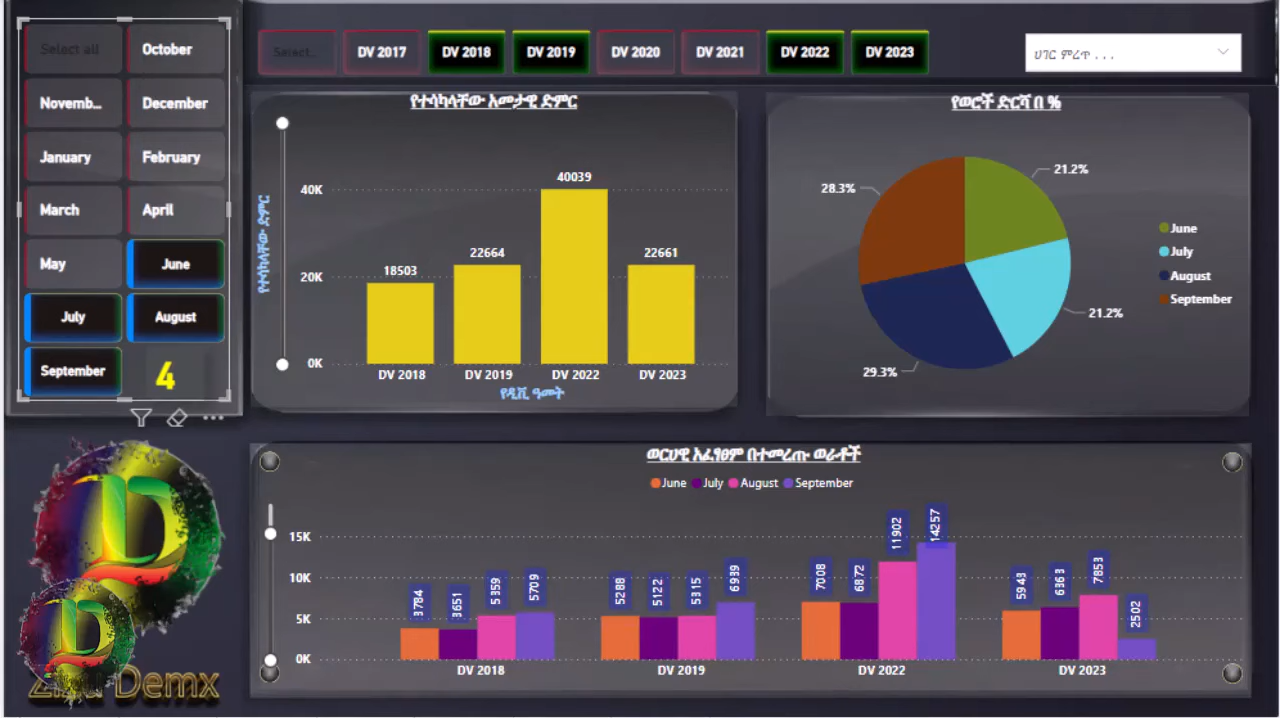 Select all
October
Novemb...
December
January
February
March
April
May
June
July
August
September
4
Select...
DV 2017
DV 2018
DV 2019
DV 2020
DV 2021
DV 2022
DV 2023
ሀገር ምረጥ . . .
የተሳካላቸው አመታዊ ድምር
የተሳካላቸው ድምር
40K
20K
0K
18503
22664
40039
22661
DV 2018
DV 2019
DV 2022
DV 2023
የዲቪ ዓመት
የወሮች ድርሻ በ %
28.3%
21.2%
21.2%
29.3%
June
July
August
September
ወርሀዊ አፈፃፀም በተመረጡ ወራቶች
June July August September
15K
10K
5K
0K
3784
3651
5359
5709
5288
5122
5315
6939
7008
6872
11902
14257
5943
6363
7853
2502
DV 2018
DV 2019
DV 2022
DV 2023
Demx